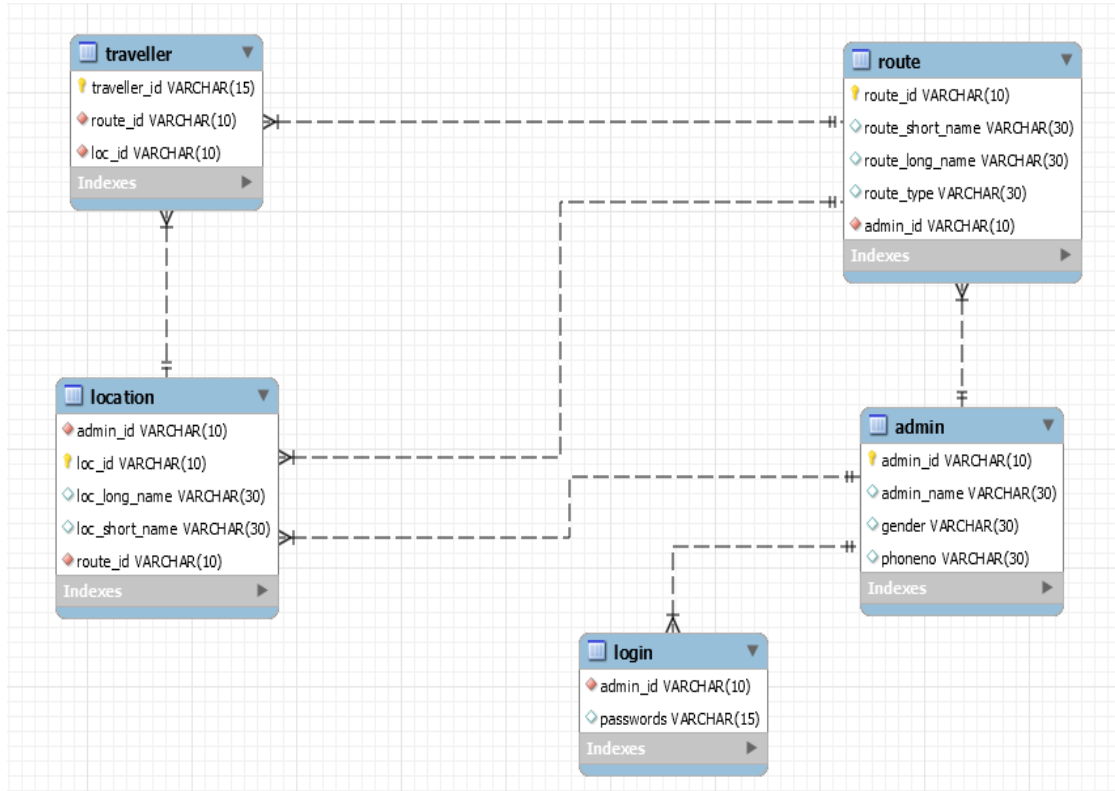 traveller
traveller_id VARCHAR(15)
route_id VARCHAR(10)
loc_id VARCHAR(10)
Indexes
route
route_id VARCHAR(10)
route_short_name VARCHAR(30)
route_long_name VARCHAR(30)
route_type VARCHAR(30)
admin_id VARCHAR(10)
Indexes
location
admin_id VARCHAR(10)
loc_id VARCHAR(10)
loc_long_name VARCHAR(30)
loc_short_name VARCHAR(30)
route_id VARCHAR(10)
Indexes
admin
admin_id VARCHAR(10)
admin_name VARCHAR(30)
gender VARCHAR(30)
phoneno VARCHAR(30)
Indexes
login
admin_id VARCHAR(10)
passwords VARCHAR(15)
Indexes